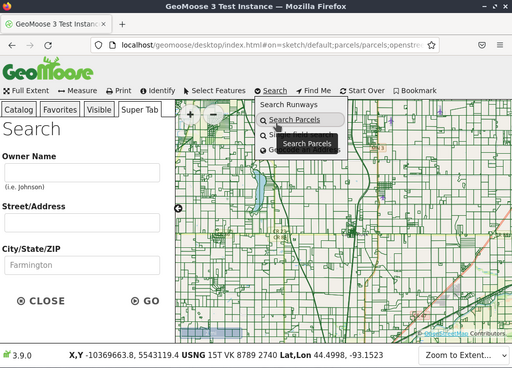 GeoMoose 3 Test Instance — Mozilla Firefox
GeoMoose 3 Test Instance
localhost/geomoose/desktop/index.html#on=sketch/default;parcels/parcels;openstre
GeoMoose
Full Extent Measure Print Identify Select Features Search Find Me Start Over Bookmark
Catalog Favorites Visible Super Tab
Search Runways
Search Parcels
Search Parcels
Search
Owner Name
(i.e. Johnson)
Street/Address
City/State/ZIP
Farmington
CLOSE GO
OpenStreetMap Contributors
3.9.0 X,Y -10369663.8, 5543119.4 USNG 15T VK 8789 2740 Lat,Lon 44.4998, -93.1523 Zoom to Extent...